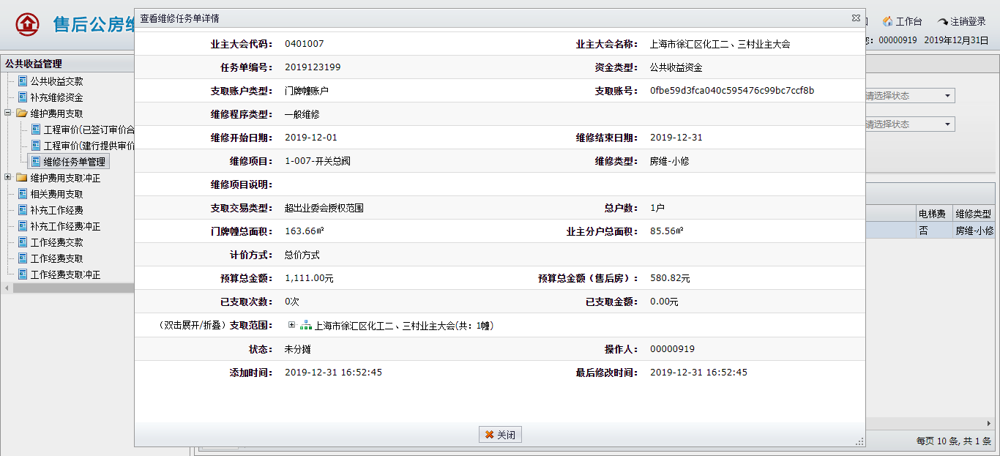 售后公房维
工作台
注销登录
您：00000919 2019年12月31日
公共收益管理
公共收益交款
补充维修资金
维护费用支取
工程审价(已签订审价合
工程审价(建行提供审价
维修任务单管理
维护费用支取冲正
相关费用支取
补充工作经费
补充工作经费冲正
工作经费交款
工作经费支取
工作经费支取冲正
查看维修任务单详情
业主大会代码： 0401007 业主大会名称： 上海市徐汇区化工二、三村业主大会
任务单编号： 2019123199 资金类型： 公共收益资金
支取账户类型： 门牌幢账户 支取账号： 0fbe59d3fca040c595476c99bc7ccf8b
维修程序类型： 一般维修
维修开始日期： 2019-12-01 维修结束日期： 2019-12-31
维修项目： 1-007-开关总阀 维修类型： 房维-小修
维修项目说明：
支取交易类型： 超出业委会授权范围 总户数： 1户
门牌幢总面积： 163.66㎡ 业主分户总面积： 85.56㎡
计价方式： 总价方式
预算总金额： 1,111.00元 预算总金额（售后房）： 580.82元
已支取次数： 0次 已支取金额： 0.00元
（双击展开/折叠）支取范围： 上海市徐汇区化工二、三村业主大会(共：1幢)
状态： 未分摊 操作人： 00000919
添加时间： 2019-12-31 16:52:45 最后修改时间： 2019-12-31 16:52:45
关闭
请选择状态
请选择状态
电梯费 维修类型
否 房维-小修
每页 10 条, 共 1 条